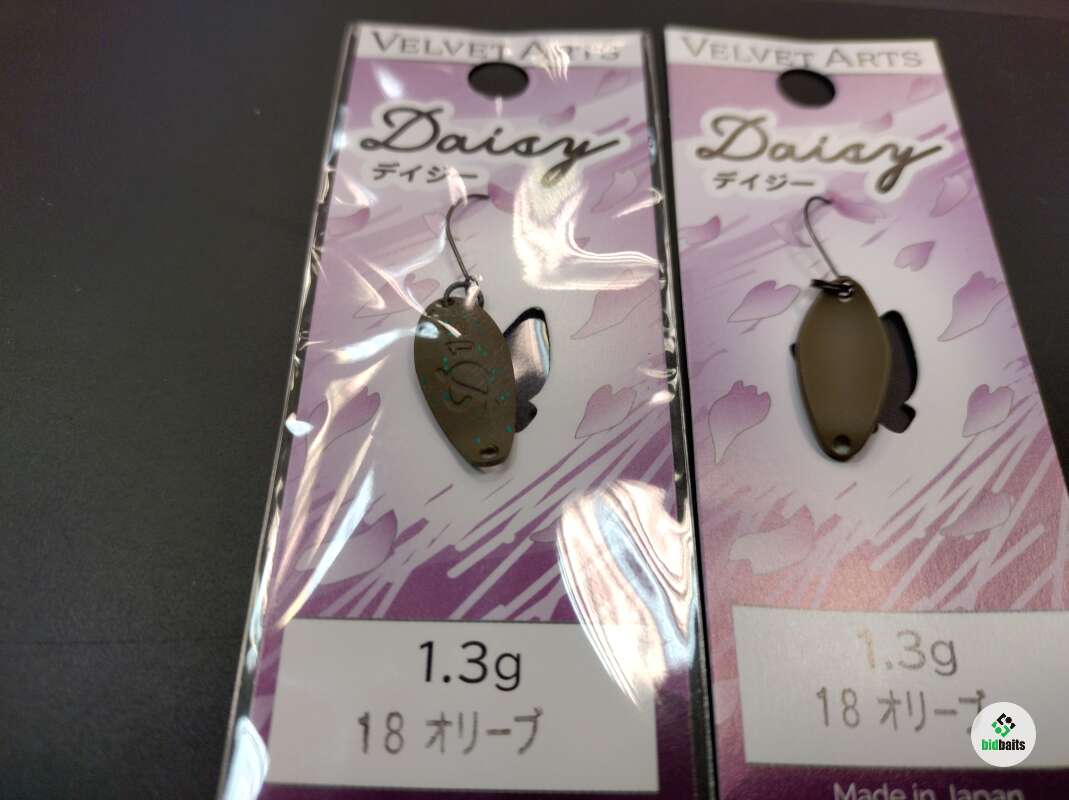 VELVET ARTS
Daisy
デイジー
1.3g
18 オリーブ
VELVET ARTS
Daisy
デイジー
1.3g
18 オリーブ
Made in Japan
bidbaits